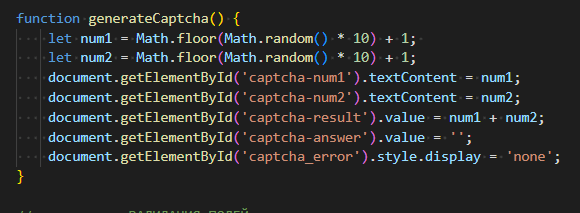 function generateCaptcha() {
    let num1 = Math.floor(Math.random() * 10) + 1;
    let num2 = Math.floor(Math.random() * 10) + 1;
    document.getElementById('captcha-num1').textContent = num1;
    document.getElementById('captcha-num2').textContent = num2;
    document.getElementById('captcha-result').value = num1 + num2;
    document.getElementById('captcha-answer').value = '';
    document.getElementById('captcha_error').style.display = 'none';
}